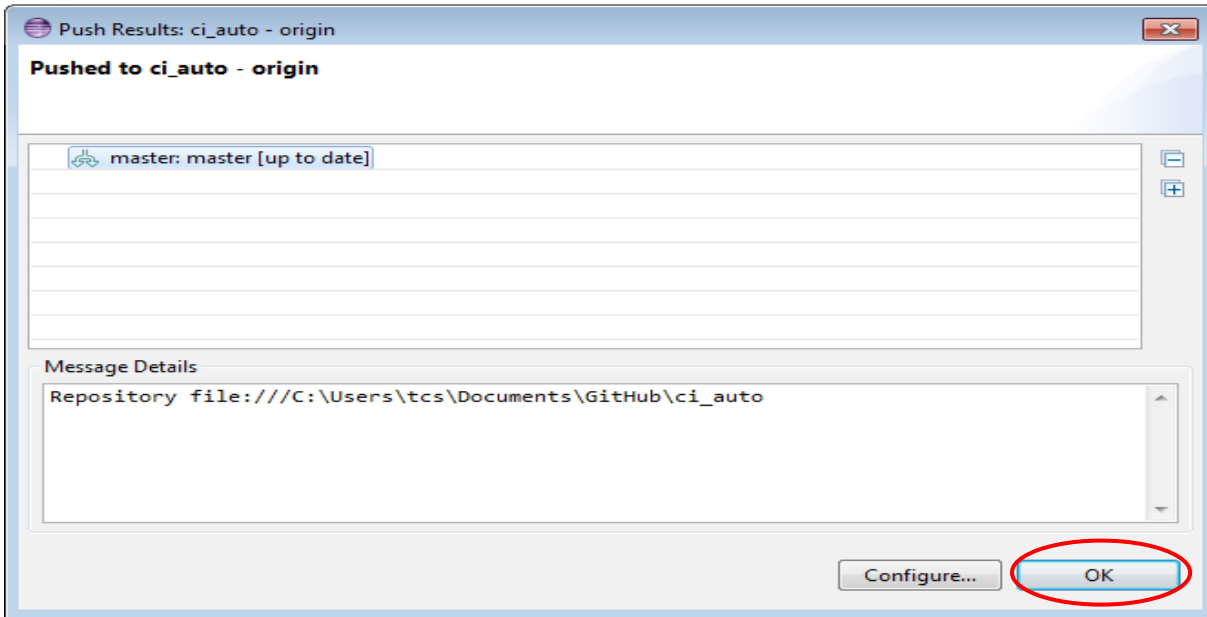 Push Results: ci_auto - origin
Pushed to ci_auto - origin
master: master [up to date]
Message Details
Repository file:///C:\Users\tcs\Documents\GitHub\ci_auto
Configure...
OK